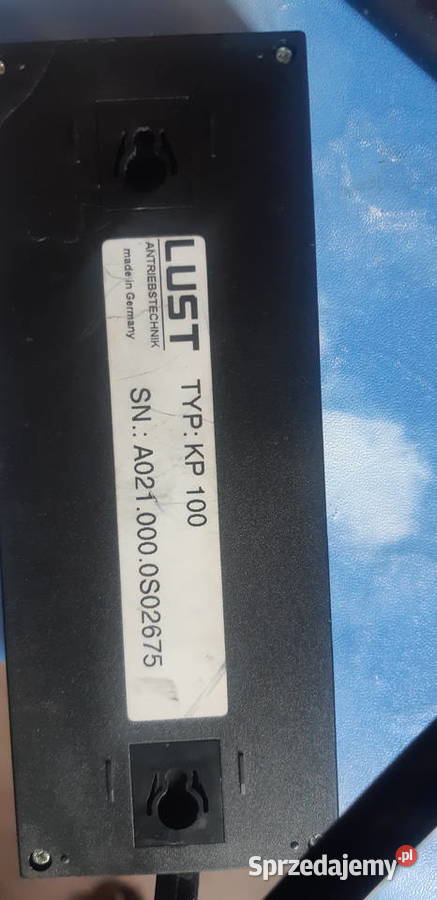 LUST
ANTRIEBSTECHNIK
made in Germany
TYP: KP 100
SN.: A021.000.0S02675
Sprzedajemy.pl